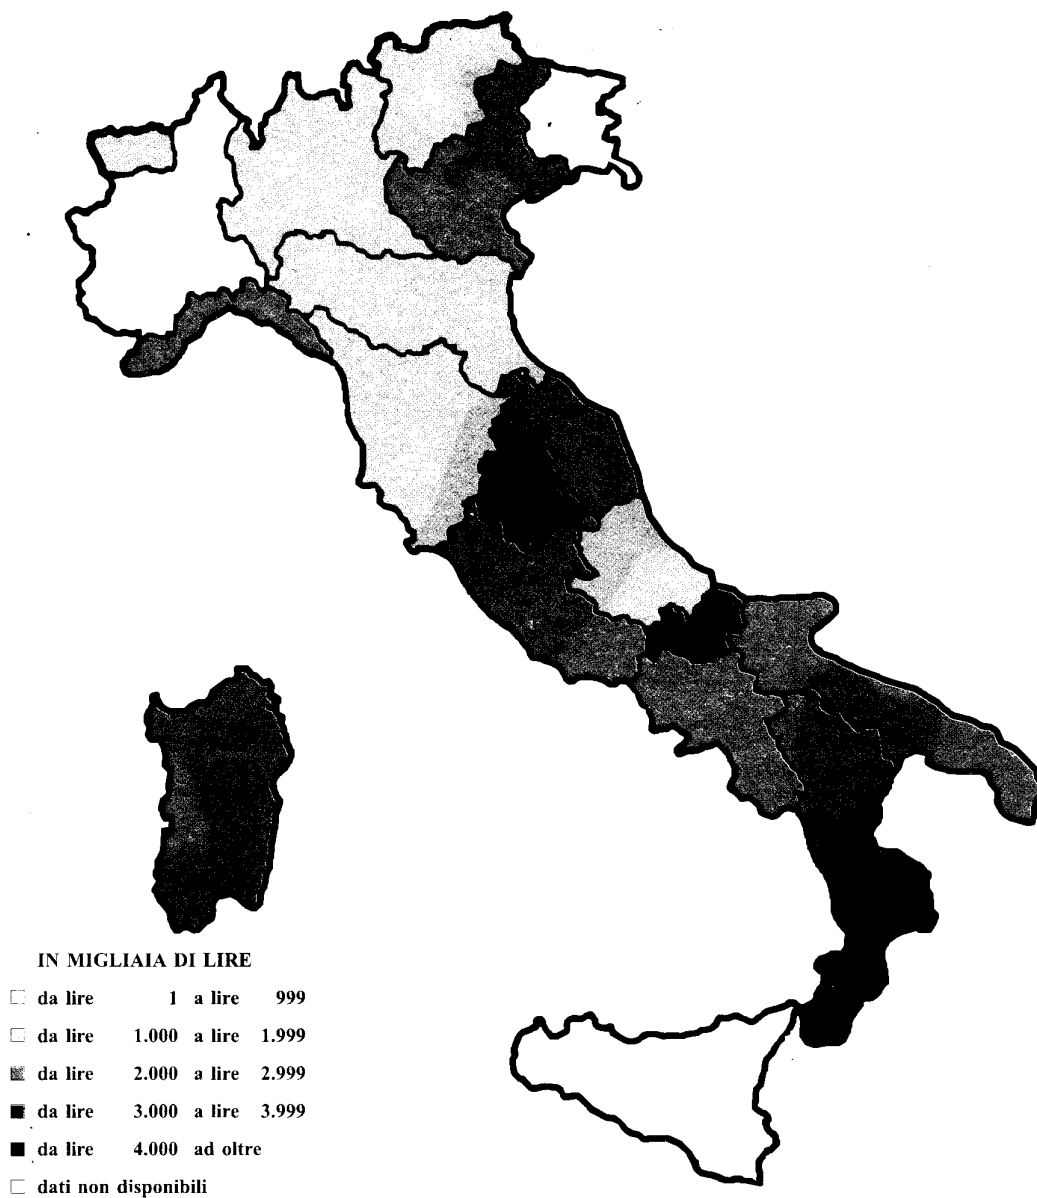 IN MIGLIAIA DI LIRE
da lire 1 a lire 999
da lire 1.000 a lire 1.999
da lire 2.000 a lire 2.999
da lire 3.000 a lire 3.999
da lire 4.000 ad oltre
dati non disponibili